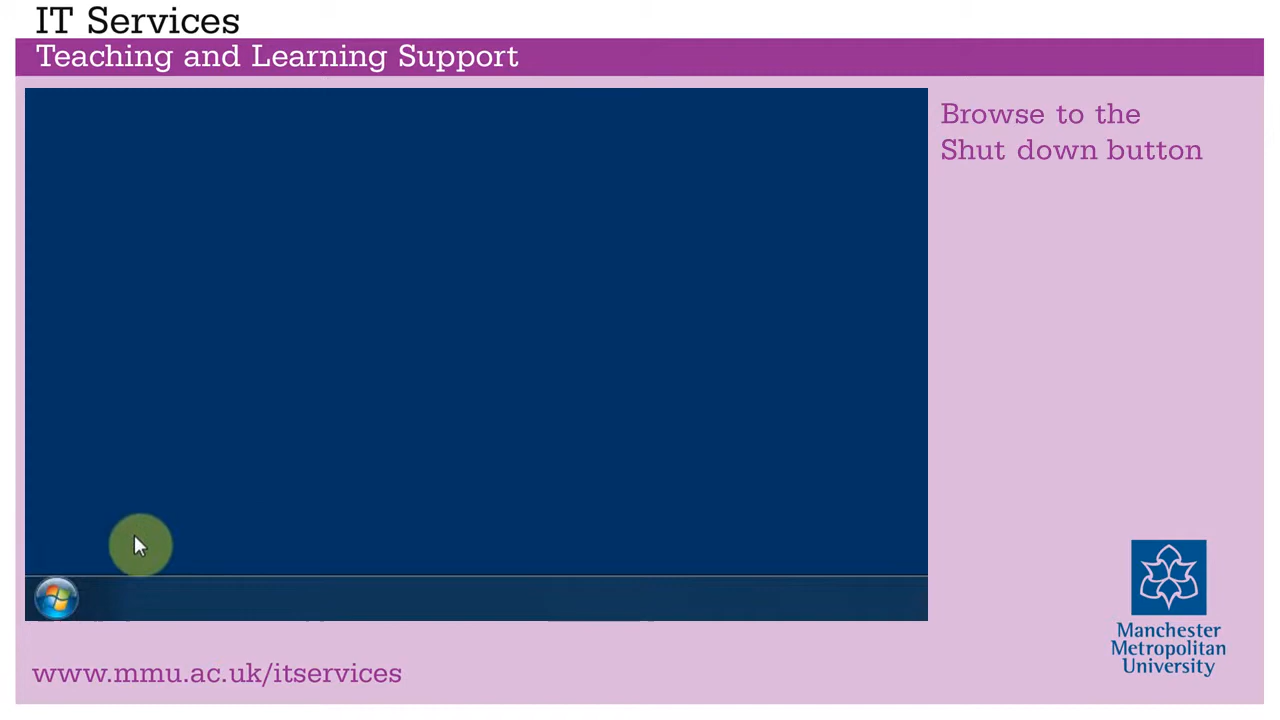 IT Services
Teaching and Learning Support
Browse to the
Shut down button
Manchester
Metropolitan
University
www.mmu.ac.uk/itservices